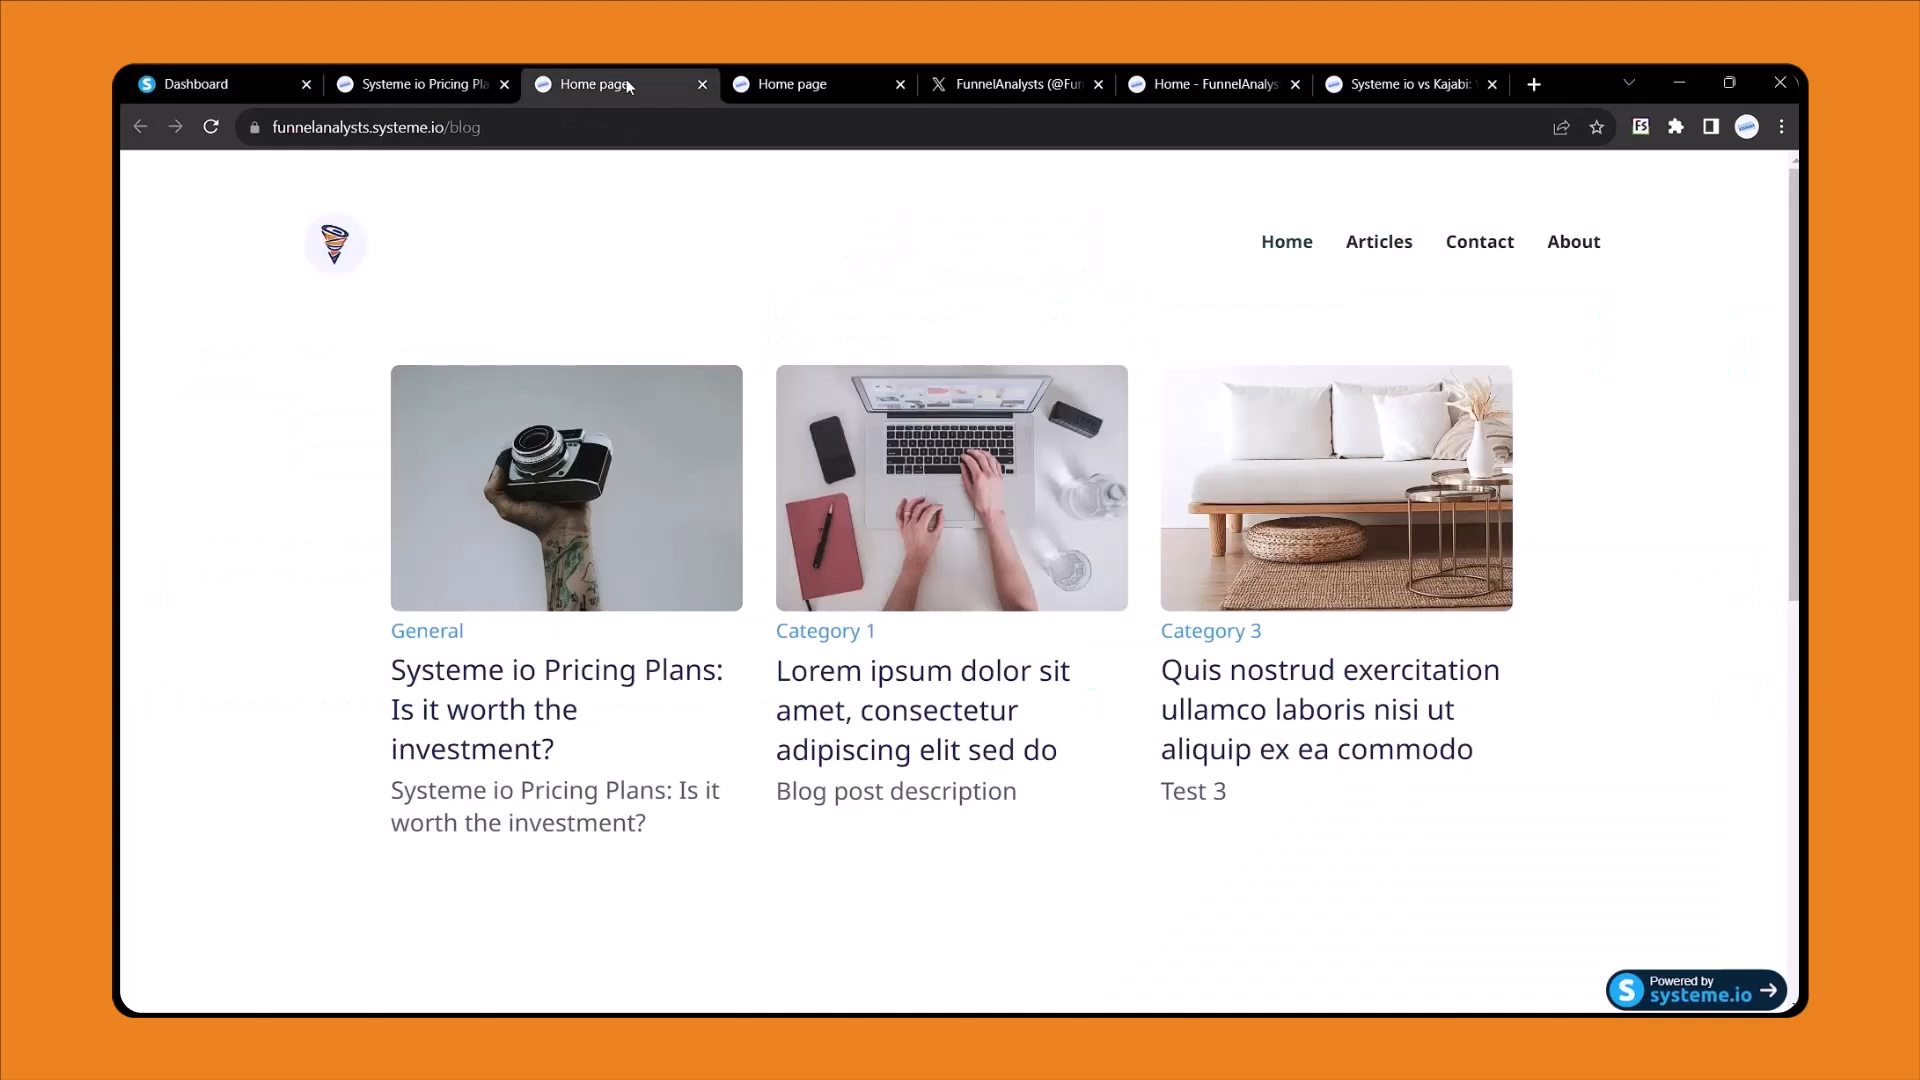 Dashboard
Systeme io Pricing Pla
Home page
Home page
FunnelAnalysts (@Fun
Home - FunnelAnalys
Systeme io vs Kajabi:
funnelanalysts.systeme.io/blog
FS
Home
Articles
Contact
About
General
Systeme io Pricing Plans:
Is it worth the
investment?
Systeme io Pricing Plans: Is it
worth the investment?
Category 1
Lorem ipsum dolor sit
amet, consectetur
adipiscing elit sed do
Blog post description
Category 3
Quis nostrud exercitation
ullamco laboris nisi ut
aliquip ex ea commodo
Test 3
Powered by
systeme.io